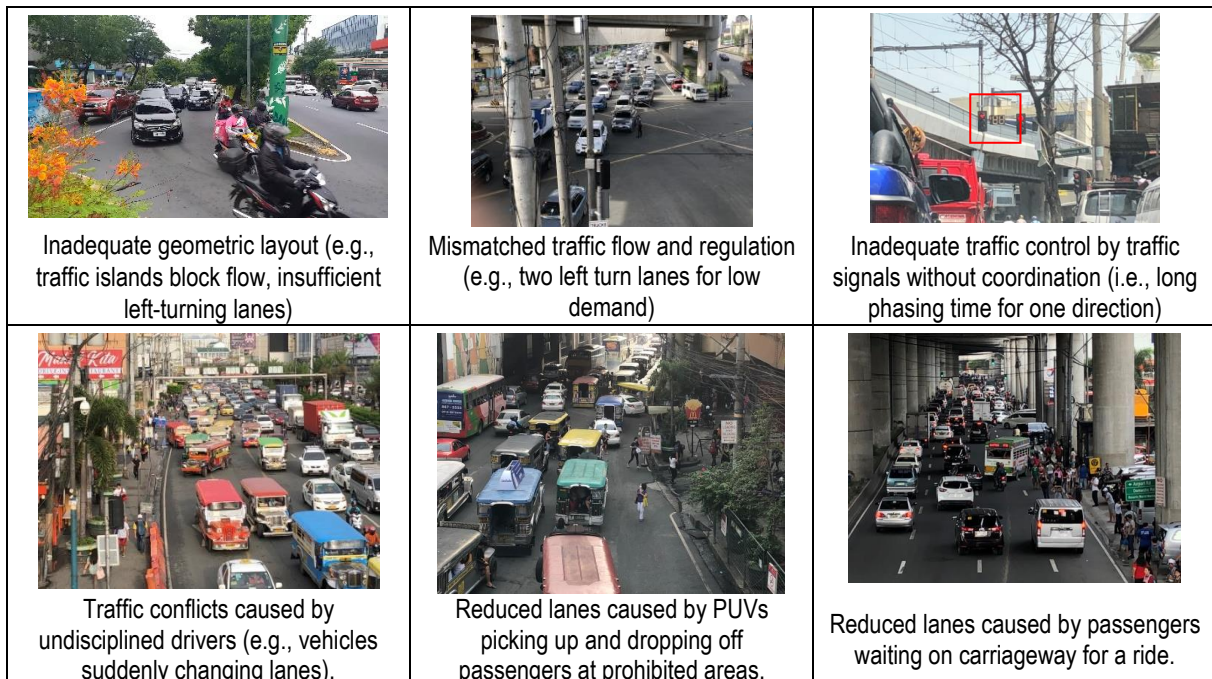 Inadequate geometric layout (e.g.,
traffic islands block flow, insufficient
left-turning lanes)
Mismatched traffic flow and regulation
(e.g., two left turn lanes for low
demand)
Inadequate traffic control by traffic
signals without coordination (i.e., long
phasing time for one direction)
Traffic conflicts caused by
undisciplined drivers (e.g., vehicles
suddenly changing lanes).
Reduced lanes caused by PUVs
picking up and dropping off
passengers at prohibited areas.
Reduced lanes caused by passengers
waiting on carriageway for a ride.